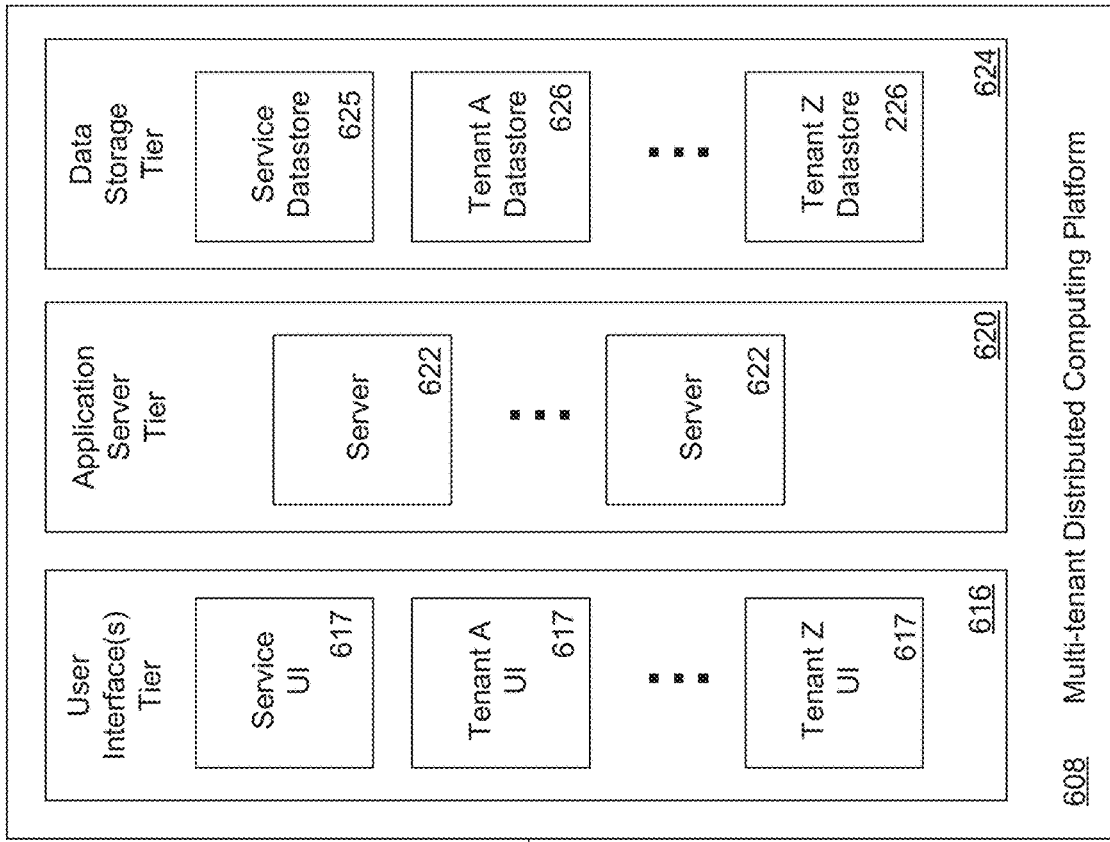 User
Interface(s)
Tier
Service
UI
617
Tenant A
UI
617
Tenant Z
UI
617
616
Application
Server
Tier
Server
622
Server
622
620
Data
Storage
Tier
Service
Datastore
625
Tenant A
Datastore
626
Tenant Z
Datastore
226
624
608 Multi-tenant Distributed Computing Platform